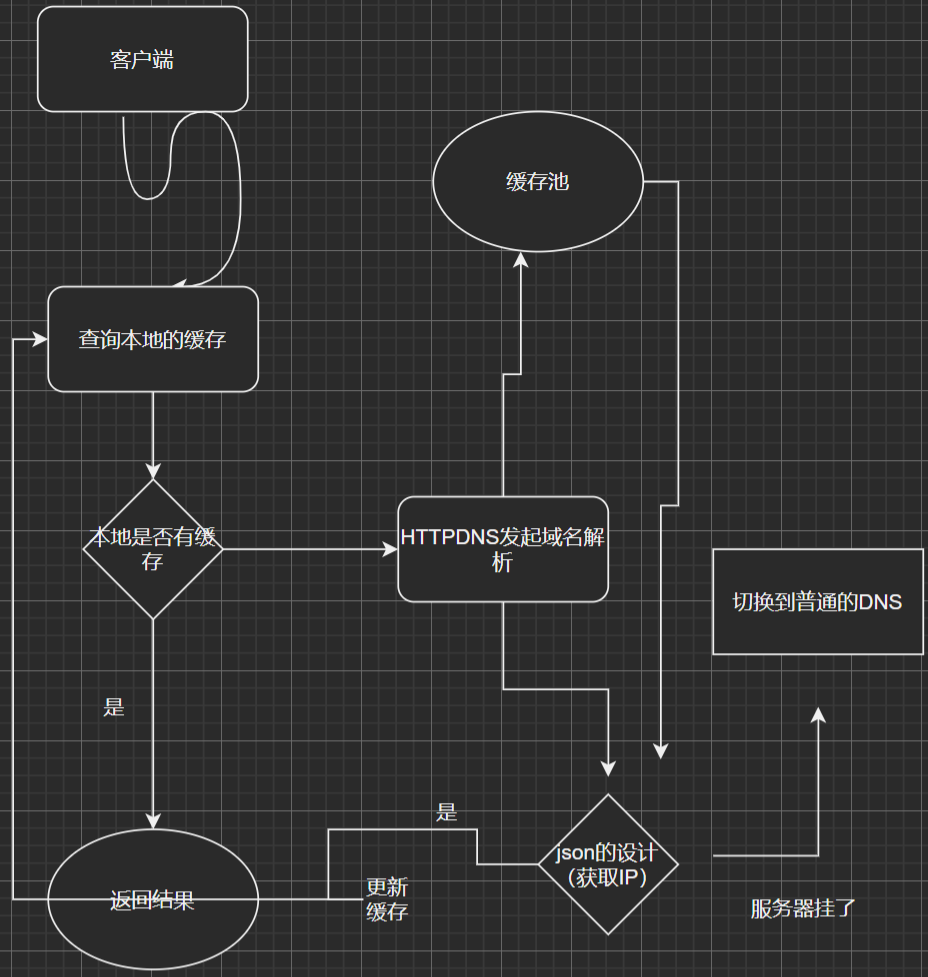 客户端
缓存池
查询本地的缓存
本地是否有缓
存
HTTPDNS发起域名解
析
切换到普通的DNS
是
是
json的设计
（获取IP）
更新
缓存
返回结果
服务器挂了